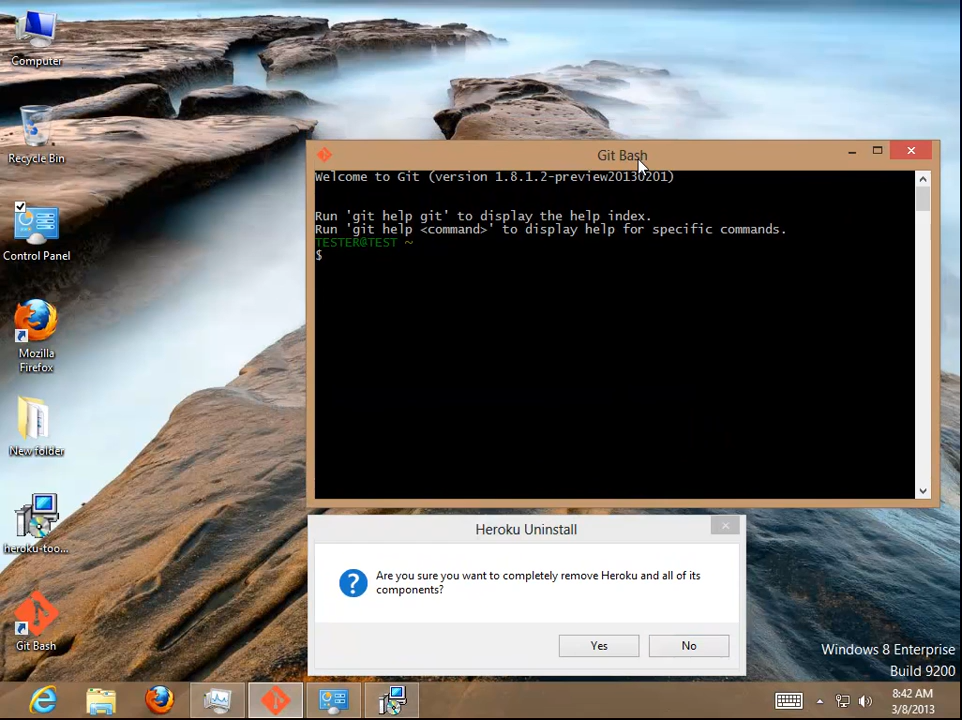 Computer
Recycle Bin
Control Panel
Mozilla
Firefox
New folder
heroku-too...
Git Bash
Git Bash
Welcome to Git (version 1.8.1.2-preview20130201)
Run 'git help git' to display the help index.
Run 'git help <command>' to display help for specific commands.
TESTER@TEST ~
$
Heroku Uninstall
Are you sure you want to completely remove Heroku and all of its
components?
Yes
No
Windows 8 Enterprise
Build 9200
8:42 AM
3/8/2013